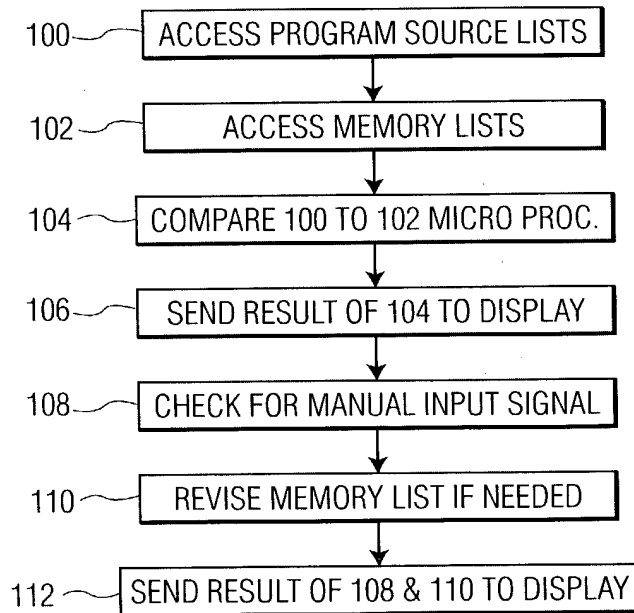 100 ACCESS PROGRAM SOURCE LISTS
102 ACCESS MEMORY LISTS
104 COMPARE 100 TO 102 MICRO PROC.
106 SEND RESULT OF 104 TO DISPLAY
108 CHECK FOR MANUAL INPUT SIGNAL
110 REVISE MEMORY LIST IF NEEDED
112 SEND RESULT OF 108 & 110 TO DISPLAY